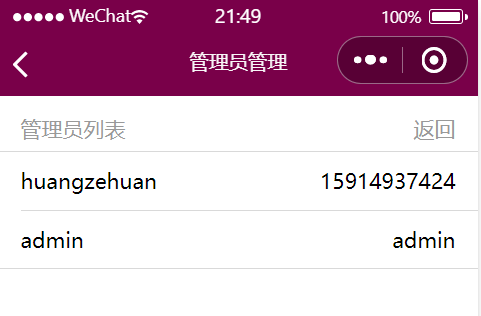 ●●●●● WeChat 21:49 100%
管理员管理
管理员列表 返回
huangzehuan 15914937424
admin admin